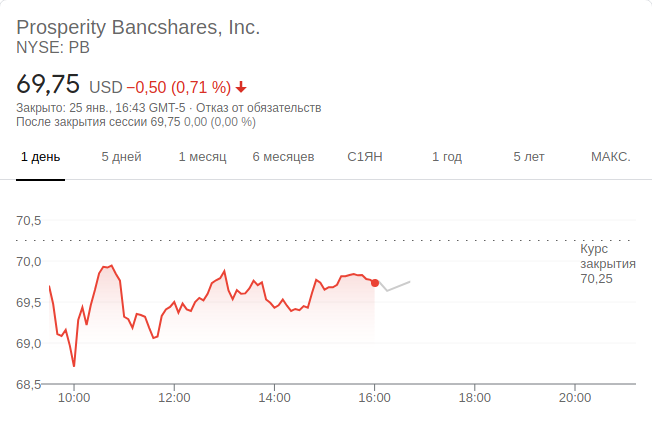 Prosperity Bancshares, Inc.
NYSE: PB
69,75 USD −0,50 (0,71 %)
Закрыто: 25 янв., 16:43 GMT-5 · Отказ от обязательств
После закрытия сессии 69,75 0,00 (0,00 %)
1 день 5 дней 1 месяц 6 месяцев С1ЯН 1 год 5 лет МАКС.
70,5
Курс
закрытия
70,25
70,0
69,5
69,0
68,5
10:00 12:00 14:00 16:00 18:00 20:00